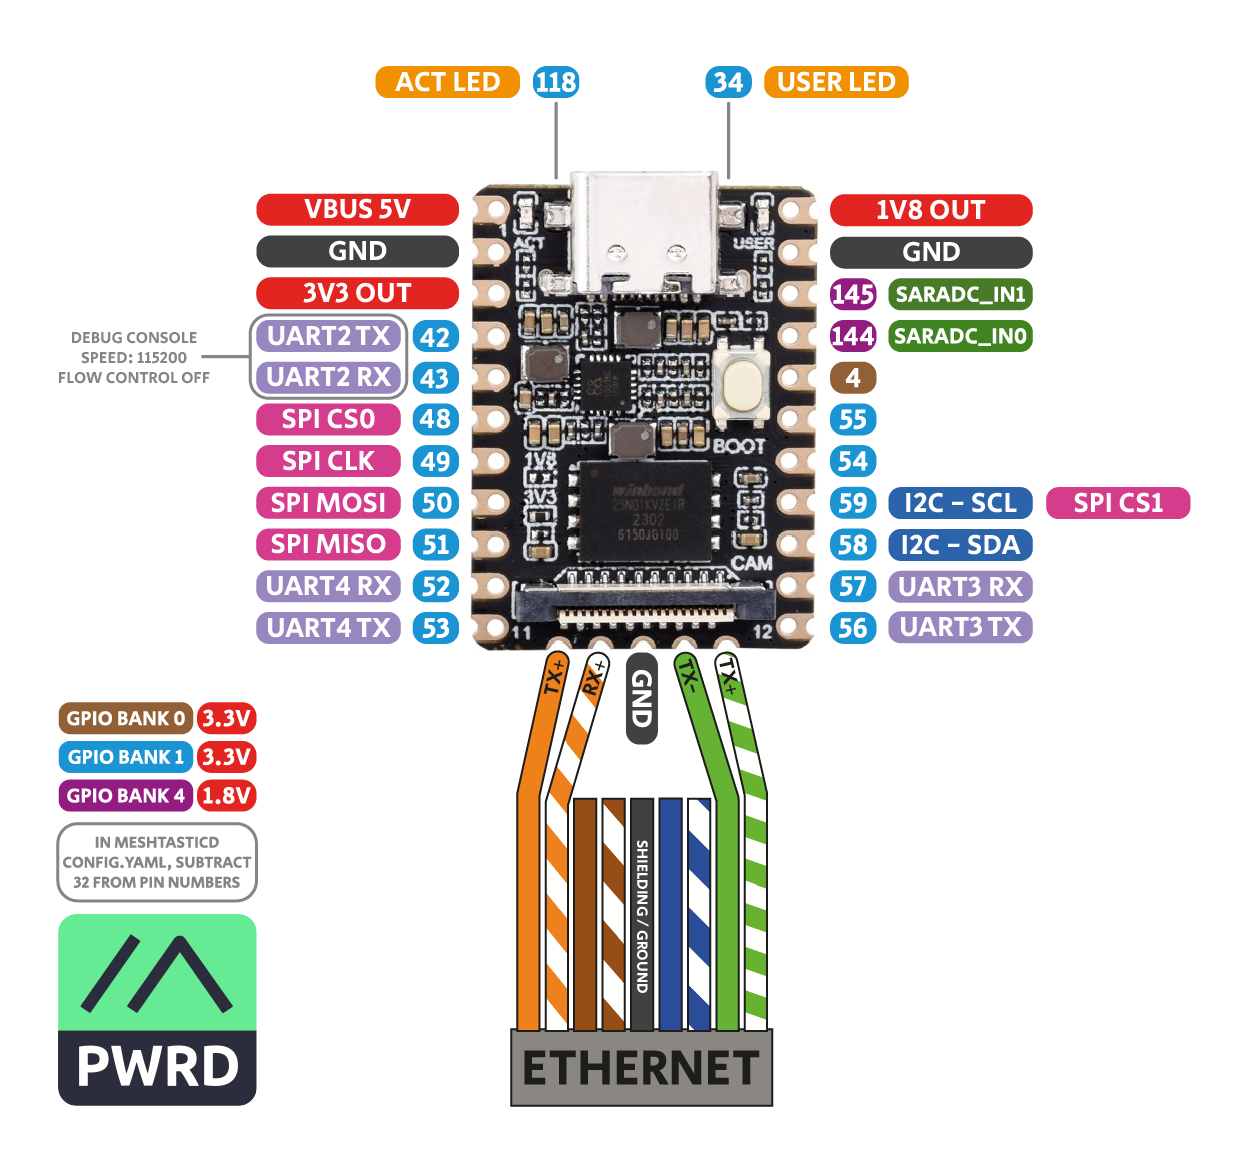 ACT LED 118 34 USER LED
VBUS 5V 1V8 OUT
GND GND
3V3 OUT 145 SARADC_IN1
UART2 TX 42 144 SARADC_IN0
UART2 RX 43 4
DEBUG CONSOLE
SPEED: 115200
FLOW CONTROL OFF
SPI CS0 48 55
SPI CLK 49 54
SPI MOSI 50 59 I2C – SCL SPI CS1
SPI MISO 51 58 I2C – SDA
UART4 RX 52 57 UART3 RX
UART4 TX 53 56 UART3 TX
1
ACT USER
BOOT
1V8
3V3
winbond
25N01KVZEIR
2302
6150JG100
CAM
11 12
TX+ RX+ GND TX- TX+
GPIO BANK 0 3.3V
GPIO BANK 1 3.3V
GPIO BANK 4 1.8V
IN MESHTASTICD
CONFIG.YAML, SUBTRACT
32 FROM PIN NUMBERS
SHIELDING / GROUND
PWRD
ETHERNET